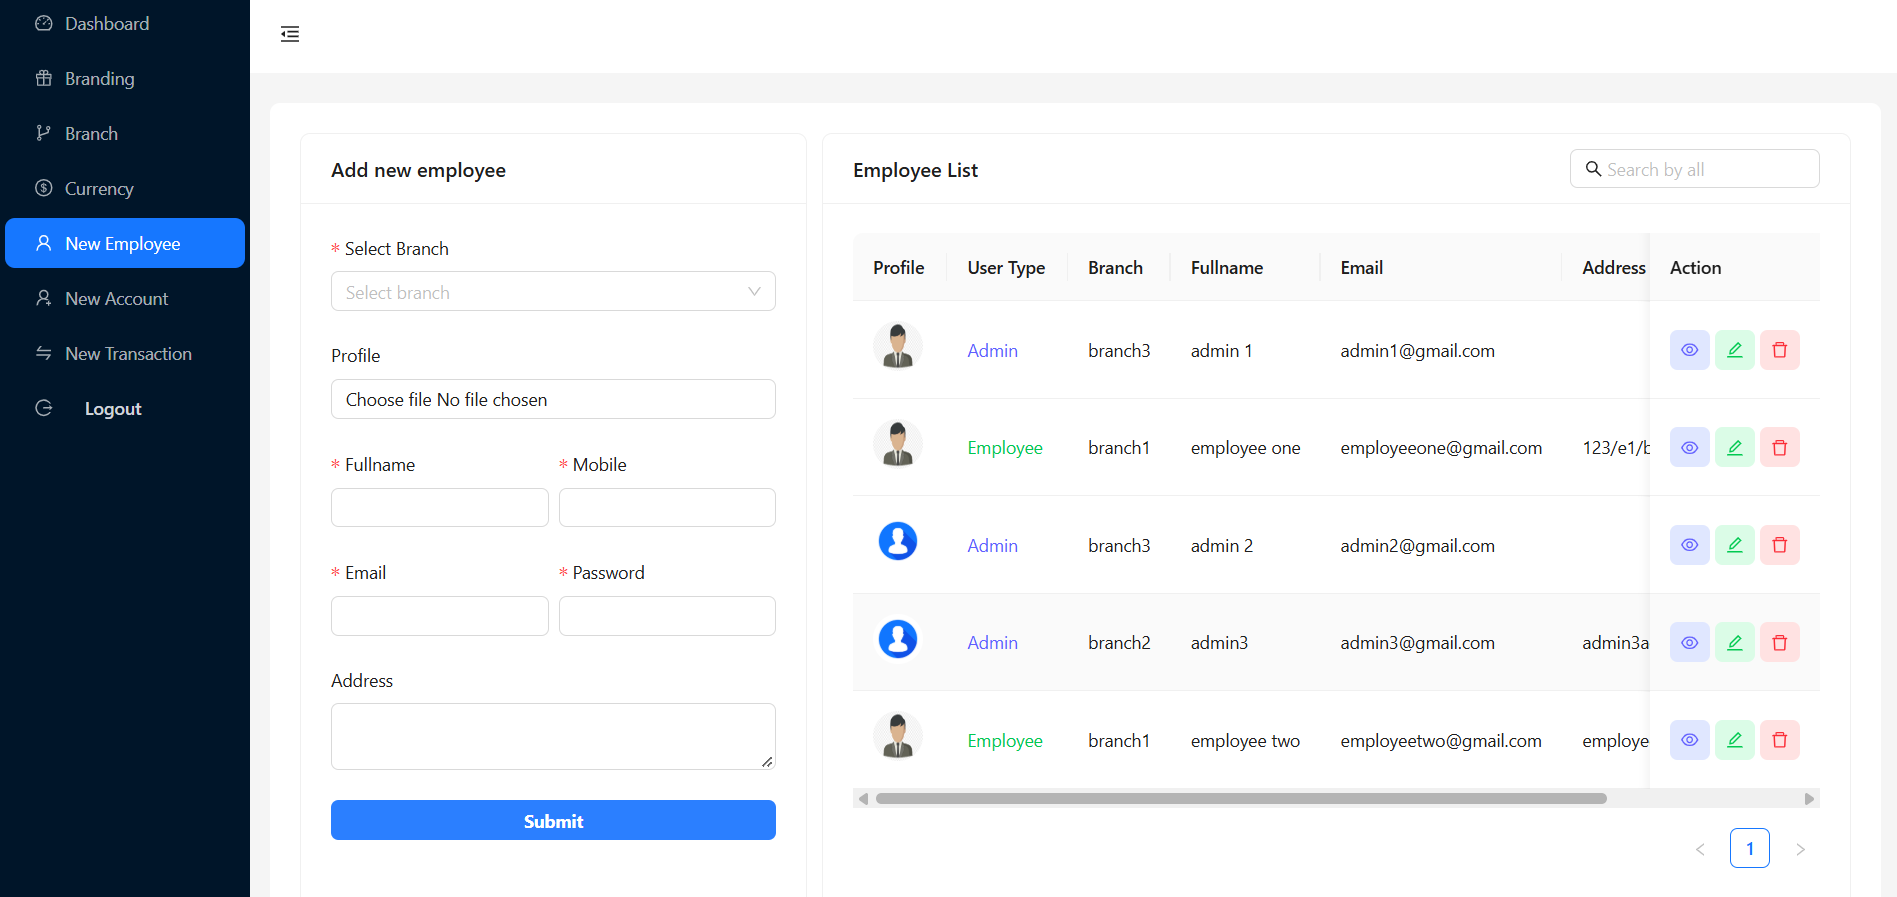 Dashboard
Branding
Branch
Currency
New Employee
New Account
New Transaction
Logout
Add new employee
* Select Branch
Select branch
Profile
Choose file No file chosen
* Fullname * Mobile
* Email * Password
Address
Submit
Employee List
Search by all
Profile User Type Branch Fullname Email Address Action
Admin branch3 admin 1 admin1@gmail.com
Employee branch1 employee one employeeone@gmail.com 123/e1/b
Admin branch3 admin 2 admin2@gmail.com
Admin branch2 admin3 admin3@gmail.com admin3a
Employee branch1 employee two employeetwo@gmail.com employe
1